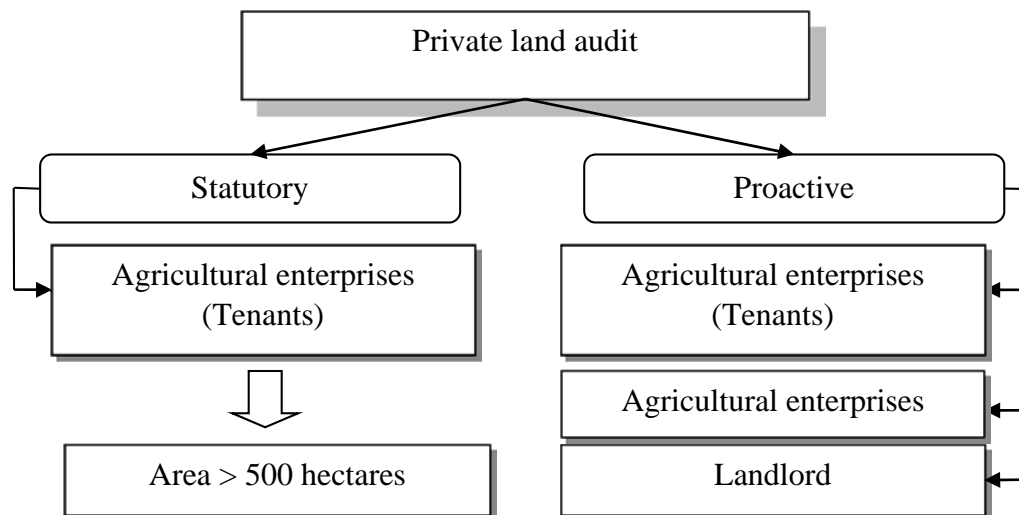 Private land audit
Statutory
Proactive
Agricultural enterprises
(Tenants)
Agricultural enterprises
(Tenants)
Agricultural enterprises
Area > 500 hectares
Landlord